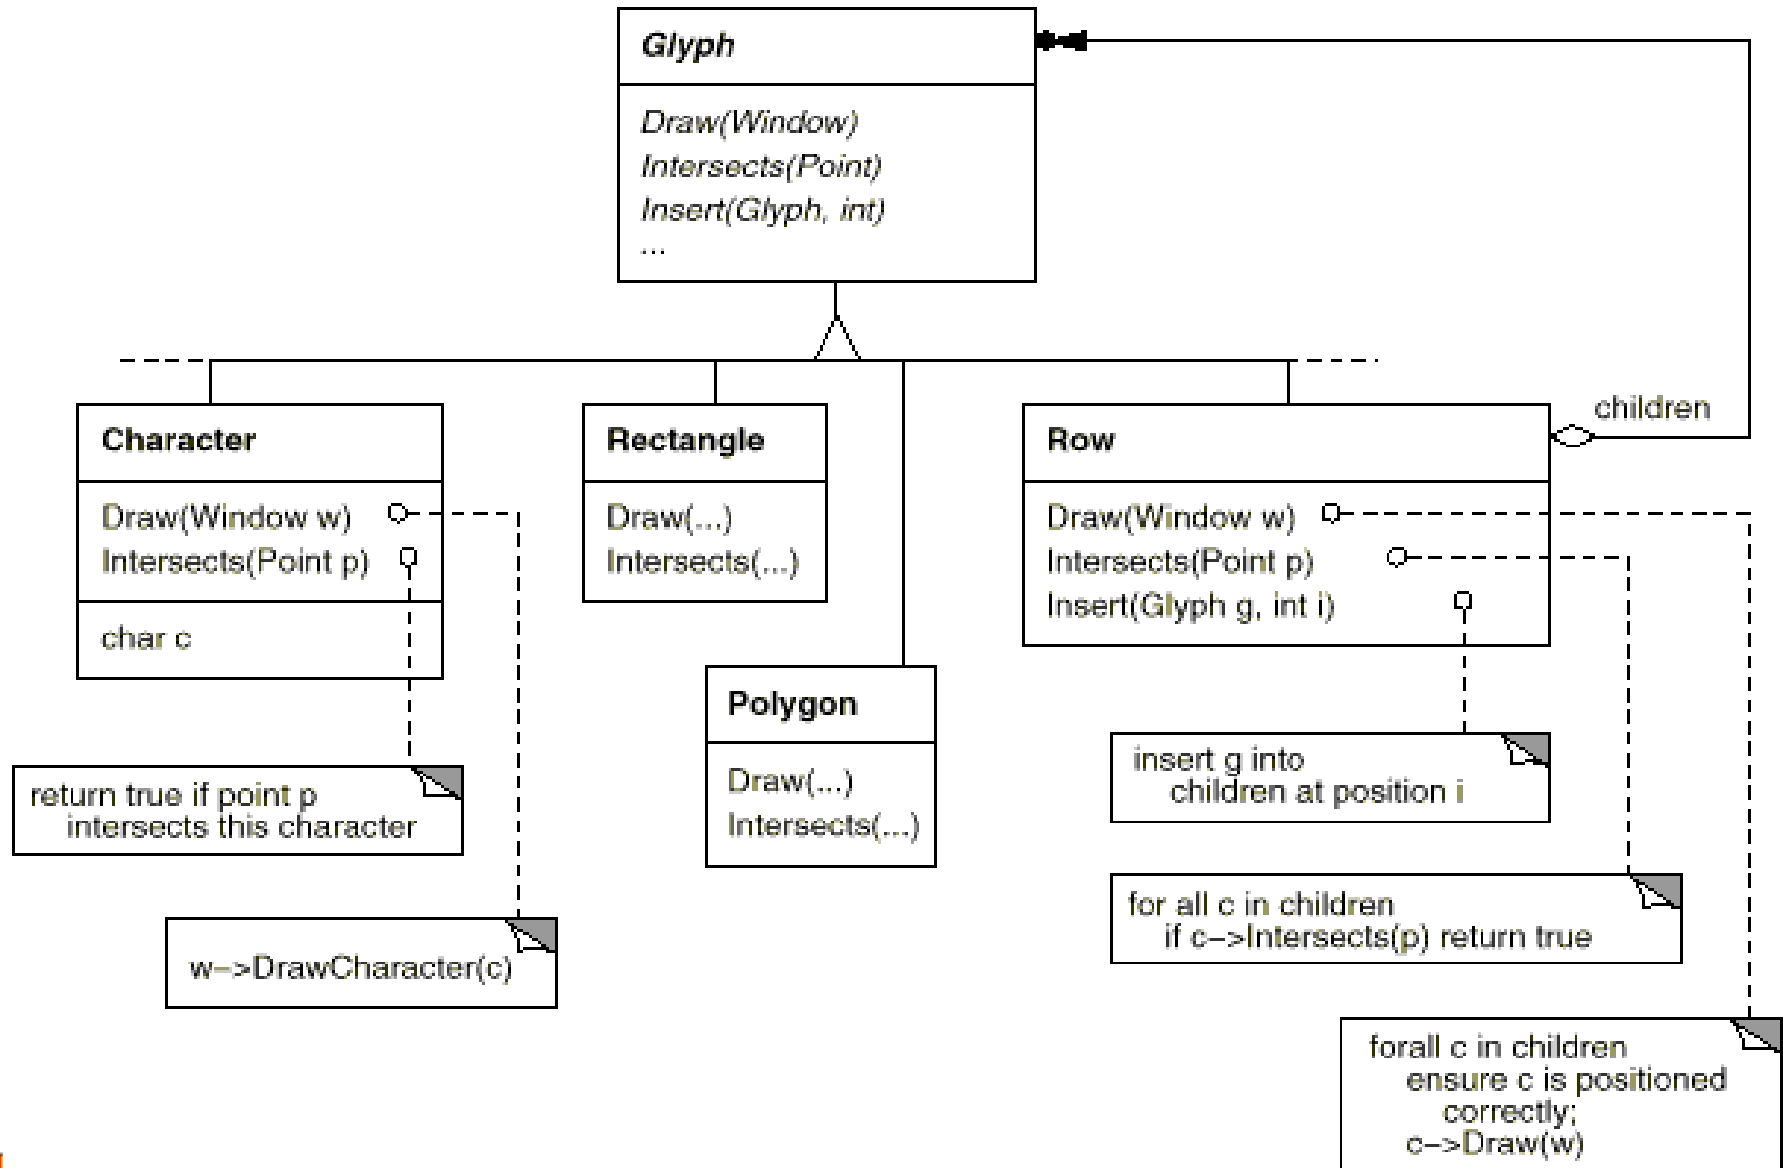 Glyph
Draw(Window)
Intersects(Point)
Insert(Glyph, int)
...
children
Character
Draw(Window w)
Intersects(Point p)
char c
Rectangle
Draw(...)
Intersects(...)
Row
Draw(Window w)
Intersects(Point p)
Insert(Glyph g, int i)
Polygon
Draw(...)
Intersects(...)
return true if point p
intersects this character
w->DrawCharacter(c)
insert g into
children at position i
for all c in children
if c->Intersects(p) return true
forall c in children
ensure c is positioned
correctly;
c->Draw(w)